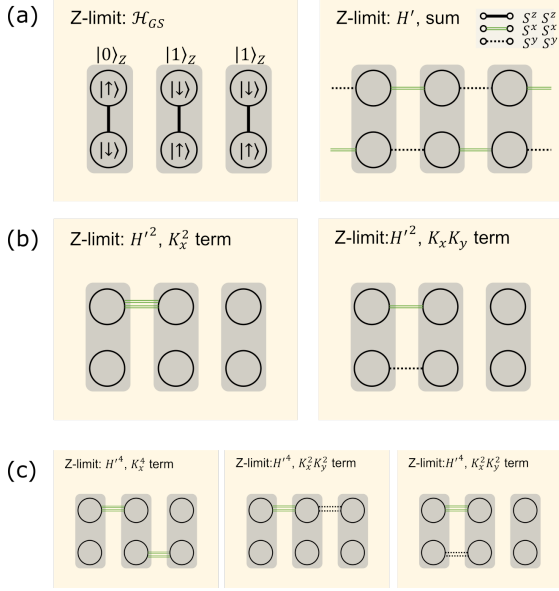 (a)
Z-limit: ℋ_GS
|0⟩_Z |1⟩_Z |1⟩_Z
|↑⟩ |↓⟩ |↓⟩
|↓⟩ |↑⟩ |↑⟩
Z-limit: H′, sum
S^z S^z
S^x S^x
S^y S^y
(b)
Z-limit: H′², K_x² term
Z-limit:H′², K_xK_y term
(c)
Z-limit: H′⁴, K_x⁴ term
Z-limit:H′⁴, K_x²K_y² term
Z-limit:H′⁴, K_x²K_y² term